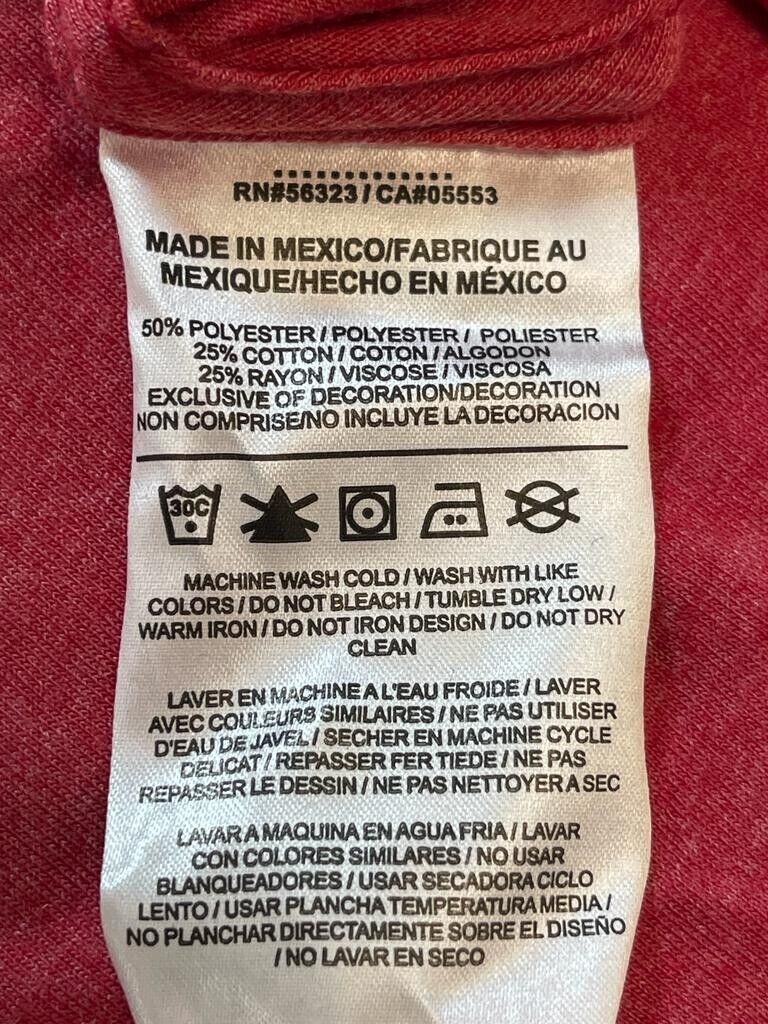 RN#56323 / CA#05553
MADE IN MEXICO/FABRIQUE AU
MEXIQUE/HECHO EN MÉXICO
50% POLYESTER / POLYESTER / POLIESTER
25% COTTON / COTON / ALGODON
25% RAYON / VISCOSE / VISCOSA
EXCLUSIVE OF DECORATION/DECORATION
NON COMPRISE/NO INCLUYE LA DECORACION
30C
MACHINE WASH COLD / WASH WITH LIKE
COLORS / DO NOT BLEACH / TUMBLE DRY LOW /
WARM IRON / DO NOT IRON DESIGN / DO NOT DRY
CLEAN
LAVER EN MACHINE A L'EAU FROIDE / LAVER
AVEC COULEURS SIMILAIRES / NE PAS UTILISER
D'EAU DE JAVEL / SECHER EN MACHINE CYCLE
DELICAT / REPASSER FER TIEDE / NE PAS
REPASSER LE DESSIN / NE PAS NETTOYER A SEC
LAVAR A MAQUINA EN AGUA FRIA / LAVAR
CON COLORES SIMILARES / NO USAR
BLANQUEADORES / USAR SECADORA CICLO
LENTO / USAR PLANCHA TEMPERATURA MEDIA /
NO PLANCHAR DIRECTAMENTE SOBRE EL DISEÑO
/ NO LAVAR EN SECO